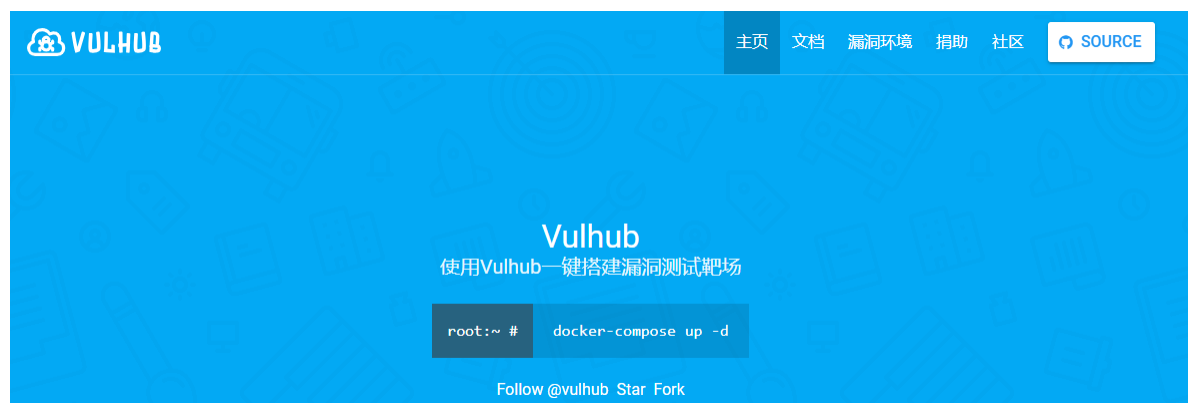 VULHUB
主页 文档 漏洞环境 捐助 社区 SOURCE
Vulhub
使用Vulhub一键搭建漏洞测试靶场
root:~ # docker-compose up -d
Follow @vulhub Star Fork